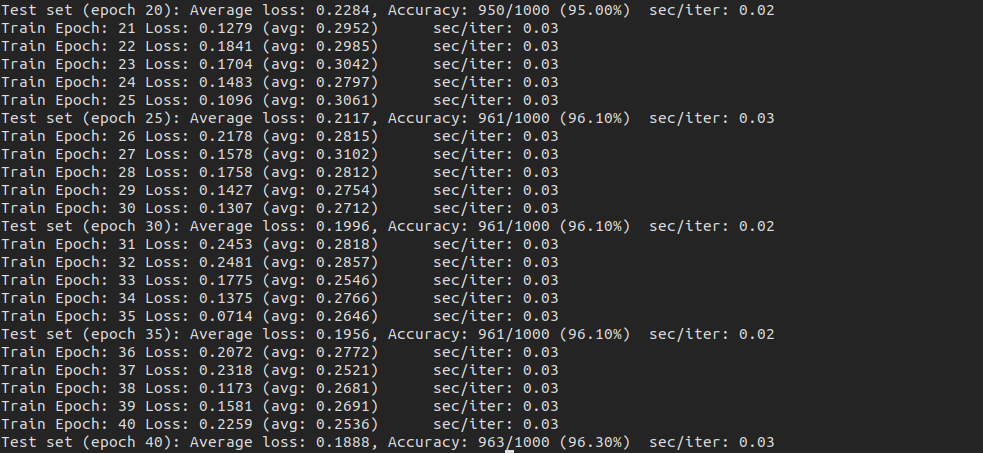 Test set (epoch 20): Average loss: 0.2284, Accuracy: 950/1000 (95.00%)  sec/iter: 0.02
Train Epoch: 21 Loss: 0.1279 (avg: 0.2952)      sec/iter: 0.03
Train Epoch: 22 Loss: 0.1841 (avg: 0.2985)      sec/iter: 0.03
Train Epoch: 23 Loss: 0.1704 (avg: 0.3042)      sec/iter: 0.03
Train Epoch: 24 Loss: 0.1483 (avg: 0.2797)      sec/iter: 0.03
Train Epoch: 25 Loss: 0.1096 (avg: 0.3061)      sec/iter: 0.03
Test set (epoch 25): Average loss: 0.2117, Accuracy: 961/1000 (96.10%)  sec/iter: 0.03
Train Epoch: 26 Loss: 0.2178 (avg: 0.2815)      sec/iter: 0.03
Train Epoch: 27 Loss: 0.1578 (avg: 0.3102)      sec/iter: 0.03
Train Epoch: 28 Loss: 0.1758 (avg: 0.2812)      sec/iter: 0.03
Train Epoch: 29 Loss: 0.1427 (avg: 0.2754)      sec/iter: 0.03
Train Epoch: 30 Loss: 0.1307 (avg: 0.2712)      sec/iter: 0.03
Test set (epoch 30): Average loss: 0.1996, Accuracy: 961/1000 (96.10%)  sec/iter: 0.02
Train Epoch: 31 Loss: 0.2453 (avg: 0.2818)      sec/iter: 0.03
Train Epoch: 32 Loss: 0.2481 (avg: 0.2857)      sec/iter: 0.03
Train Epoch: 33 Loss: 0.1775 (avg: 0.2546)      sec/iter: 0.03
Train Epoch: 34 Loss: 0.1375 (avg: 0.2766)      sec/iter: 0.03
Train Epoch: 35 Loss: 0.0714 (avg: 0.2646)      sec/iter: 0.03
Test set (epoch 35): Average loss: 0.1956, Accuracy: 961/1000 (96.10%)  sec/iter: 0.02
Train Epoch: 36 Loss: 0.2072 (avg: 0.2772)      sec/iter: 0.03
Train Epoch: 37 Loss: 0.2318 (avg: 0.2521)      sec/iter: 0.03
Train Epoch: 38 Loss: 0.1173 (avg: 0.2681)      sec/iter: 0.03
Train Epoch: 39 Loss: 0.1581 (avg: 0.2691)      sec/iter: 0.03
Train Epoch: 40 Loss: 0.2259 (avg: 0.2536)      sec/iter: 0.03
Test set (epoch 40): Average loss: 0.1888, Accuracy: 963/1000 (96.30%)  sec/iter: 0.03